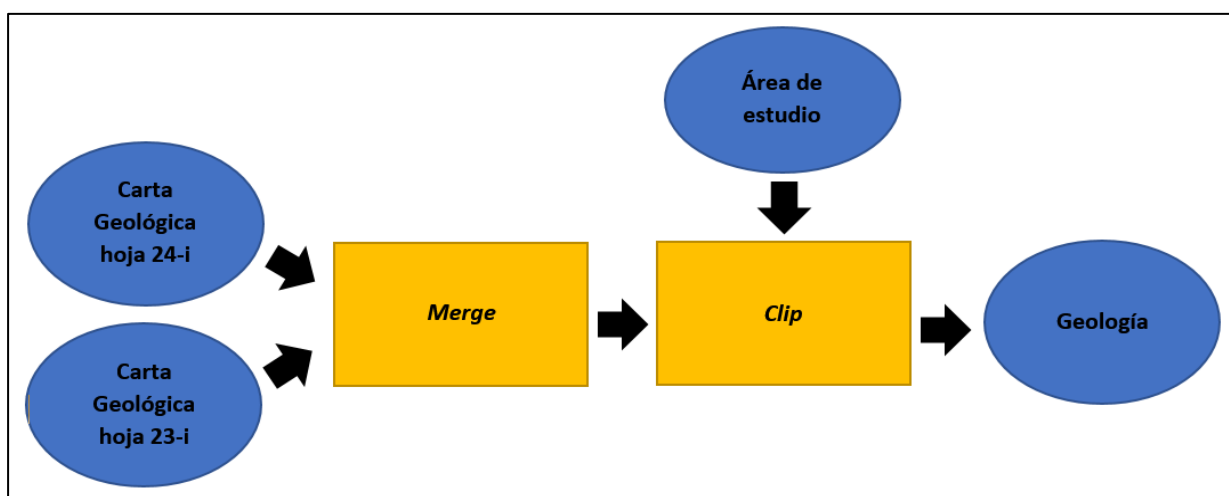 Área de
estudio
Carta
Geológica
hoja 24-i
Merge
Clip
Geología
Carta
Geológica
hoja 23-i